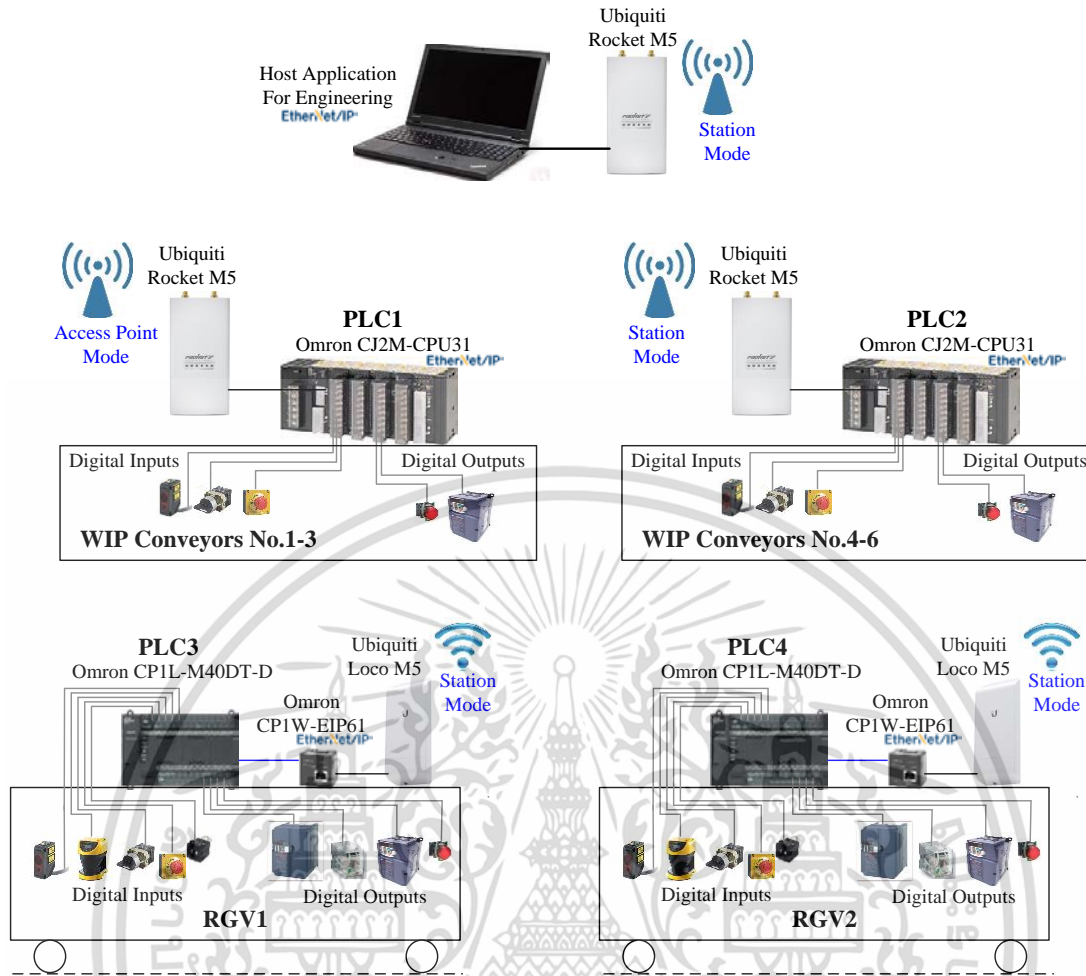 Ubiquiti
Rocket M5
Host Application
For Engineering
EtherNet/IP
Station
Mode
Ubiquiti
Rocket M5
Access Point
Mode
PLC1
Omron CJ2M-CPU31
EtherNet/IP
Digital Inputs
Digital Outputs
WIP Conveyors No.1-3
Ubiquiti
Rocket M5
Station
Mode
PLC2
Omron CJ2M-CPU31
EtherNet/IP
Digital Inputs
Digital Outputs
WIP Conveyors No.4-6
PLC3
Omron CP1L-M40DT-D
Omron
CP1W-EIP61
EtherNet/IP
Ubiquiti
Loco M5
Station
Mode
Digital Inputs
Digital Outputs
RGV1
PLC4
Omron CP1L-M40DT-D
Omron
CP1W-EIP61
EtherNet/IP
Ubiquiti
Loco M5
Station
Mode
Digital Inputs
Digital Outputs
RGV2